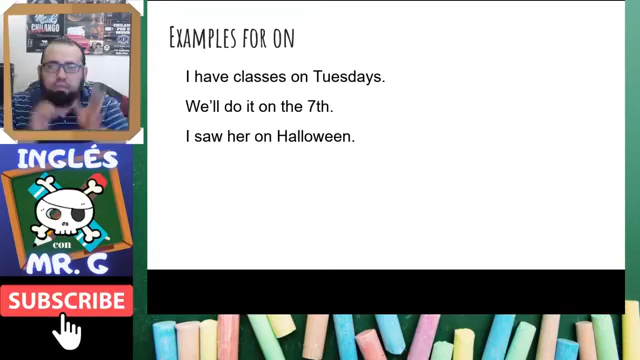 Examples for on
I have classes on Tuesdays.
We'll do it on the 7th.
I saw her on Halloween.
CHILANGO
INGLÉS
con
MR. G
SUBSCRIBE